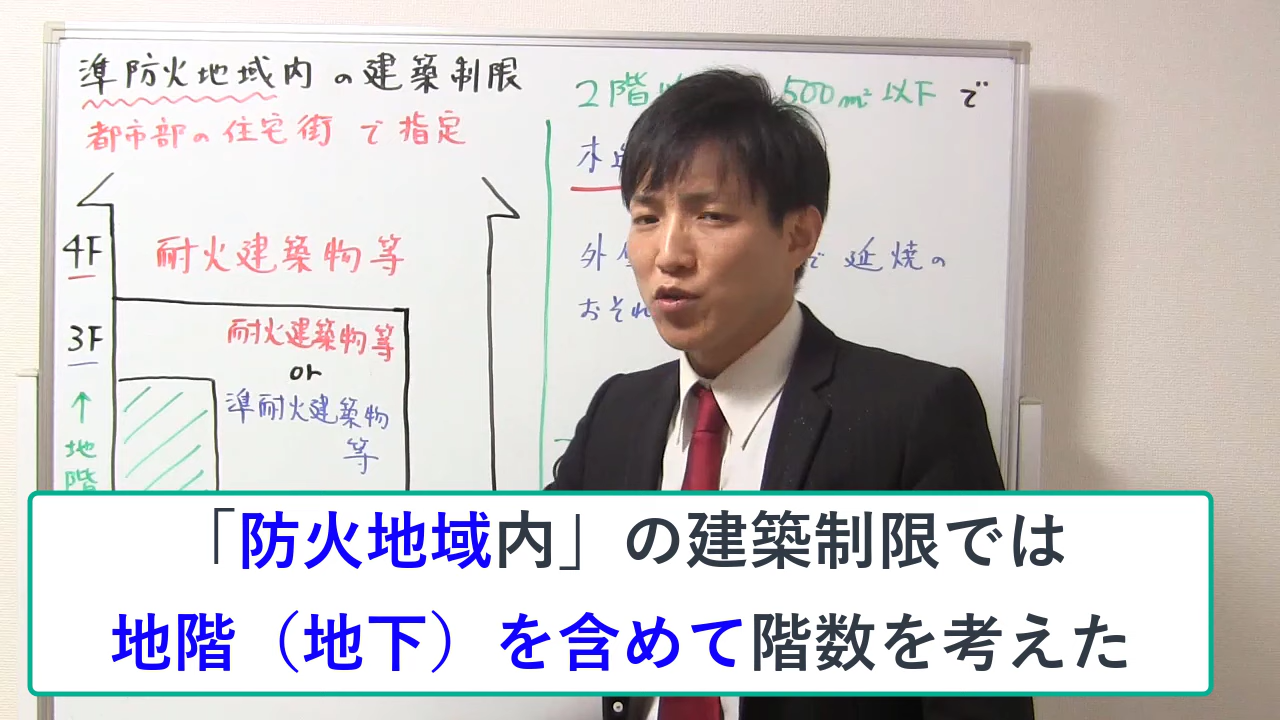 準防火地域内の建築制限
都市部の住宅街で指定
4F
耐火建築物等
3F
耐火建築物等
or
準耐火建築物
等
↑
地
階
2階
500m²以下で
木
外
で延焼の
おそれ
「防火地域内」の建築制限では
地階（地下）を含めて階数を考えた